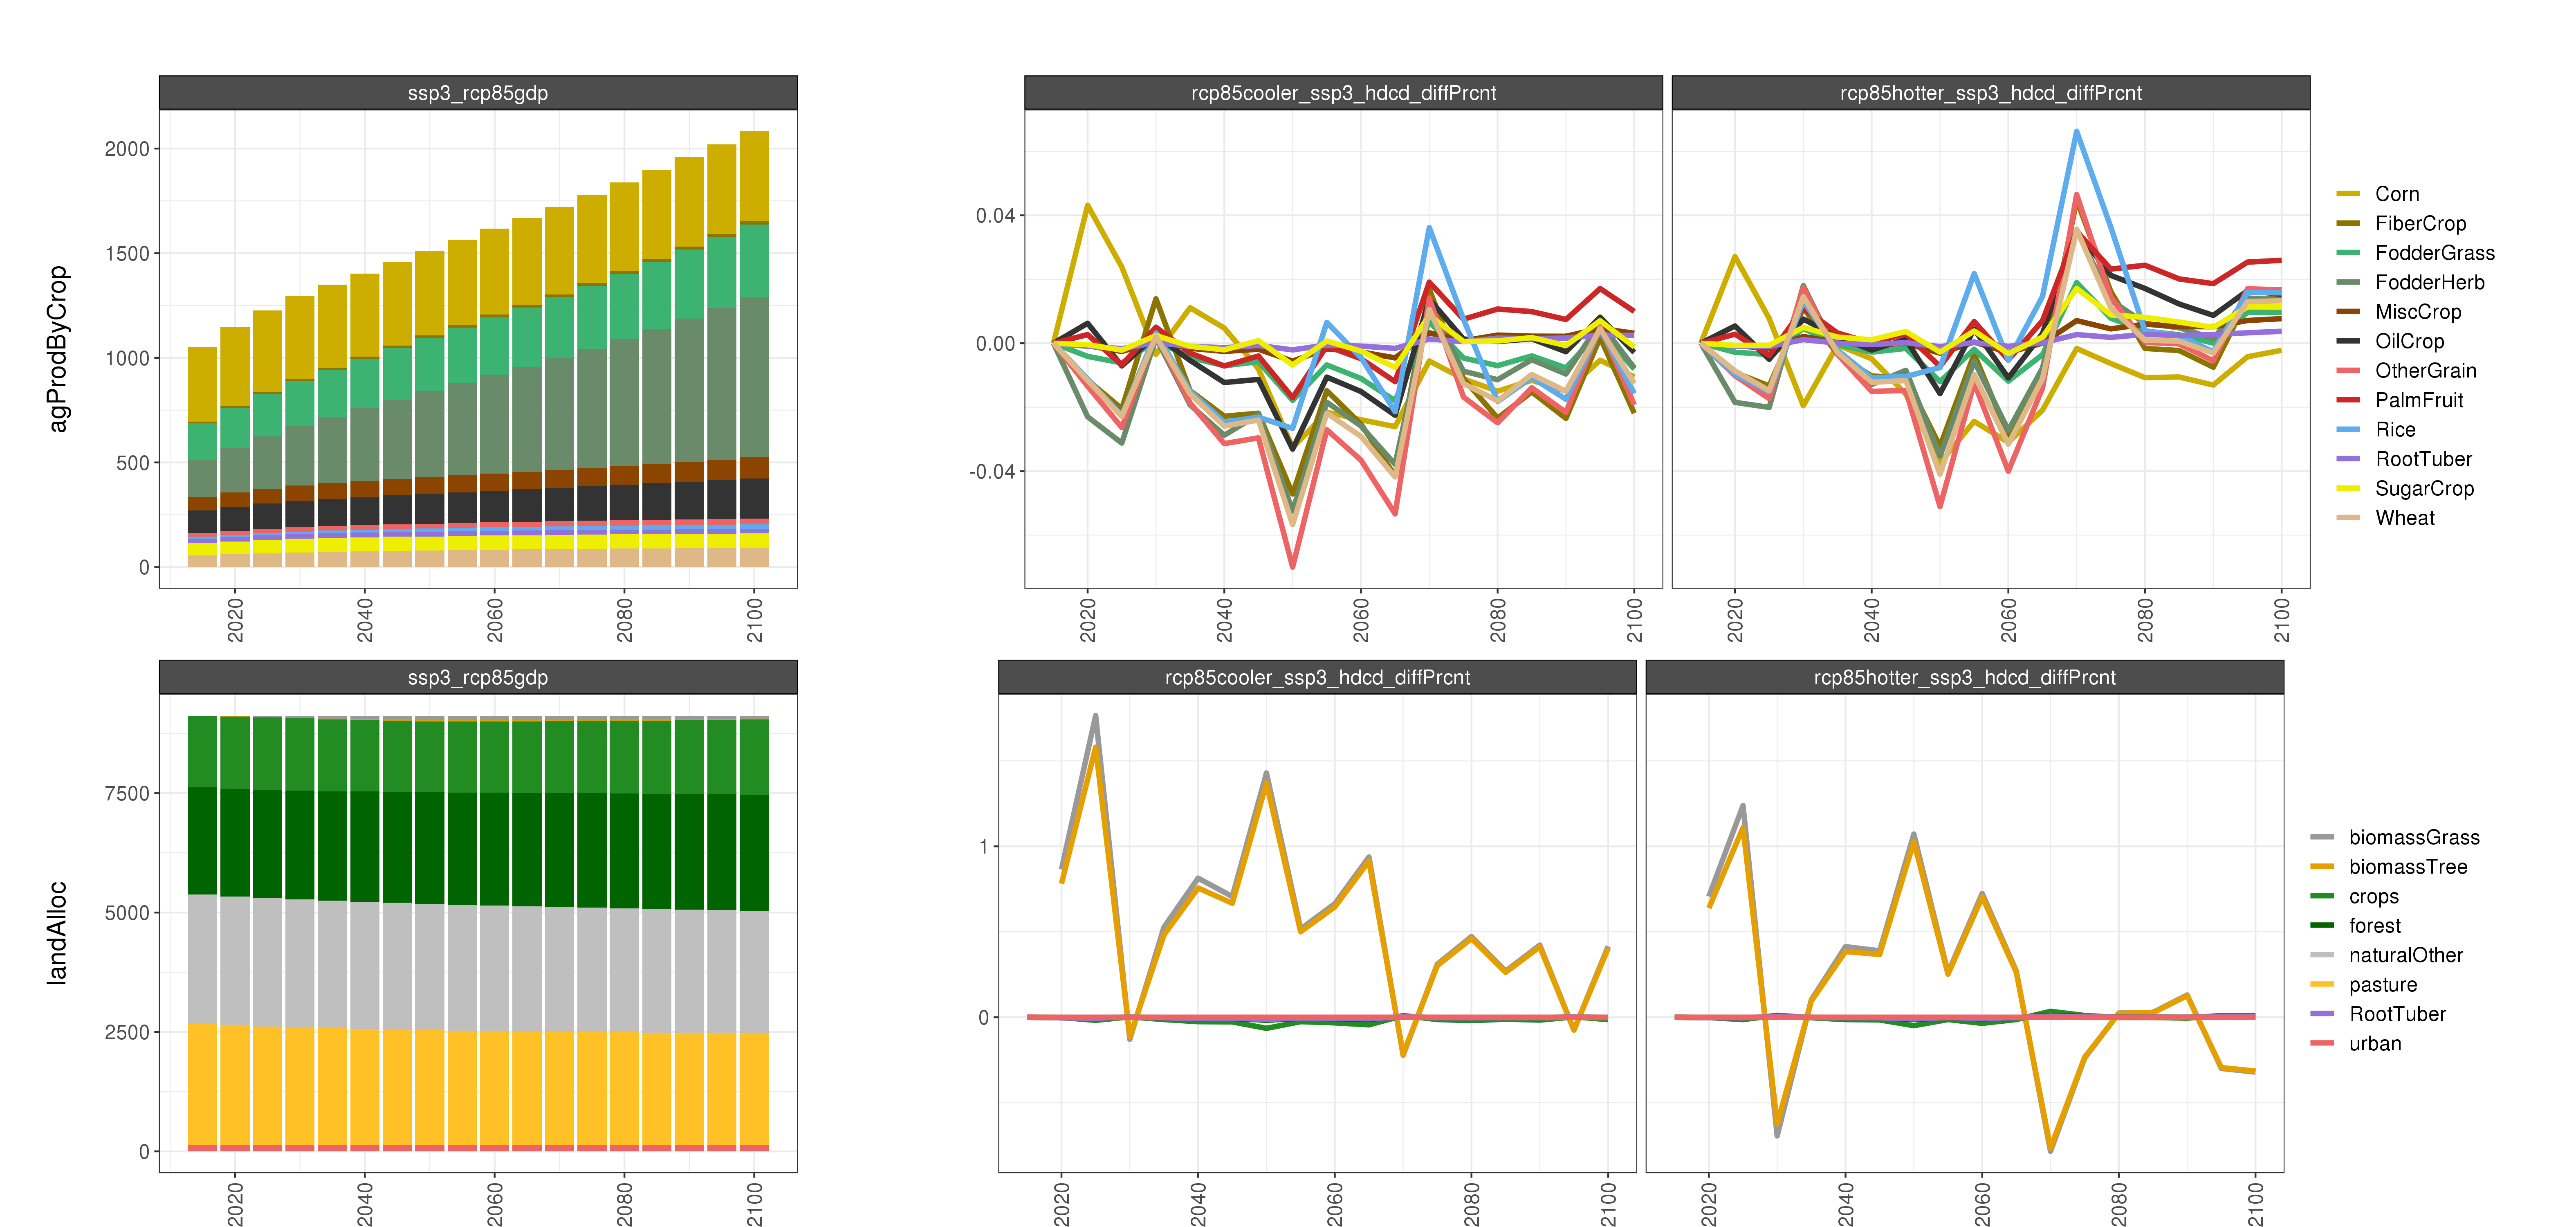 ssp3_rcp85gdp
rcp85cooler_ssp3_hdcd_diffPrcnt
rcp85hotter_ssp3_hdcd_diffPrcnt
agProdByCrop
2000
1500
1000
500
0
2020
2040
2060
2080
2100
0.04
0.00
-0.04
2020
2040
2060
2080
2100
2020
2040
2060
2080
2100
Corn
FiberCrop
FodderGrass
FodderHerb
MiscCrop
OilCrop
OtherGrain
PalmFruit
Rice
RootTuber
SugarCrop
Wheat
ssp3_rcp85gdp
rcp85cooler_ssp3_hdcd_diffPrcnt
rcp85hotter_ssp3_hdcd_diffPrcnt
landAlloc
7500
5000
2500
0
2020
2040
2060
2080
2100
1
0
2020
2040
2060
2080
2100
2020
2040
2060
2080
2100
biomassGrass
biomassTree
crops
forest
naturalOther
pasture
RootTuber
urban